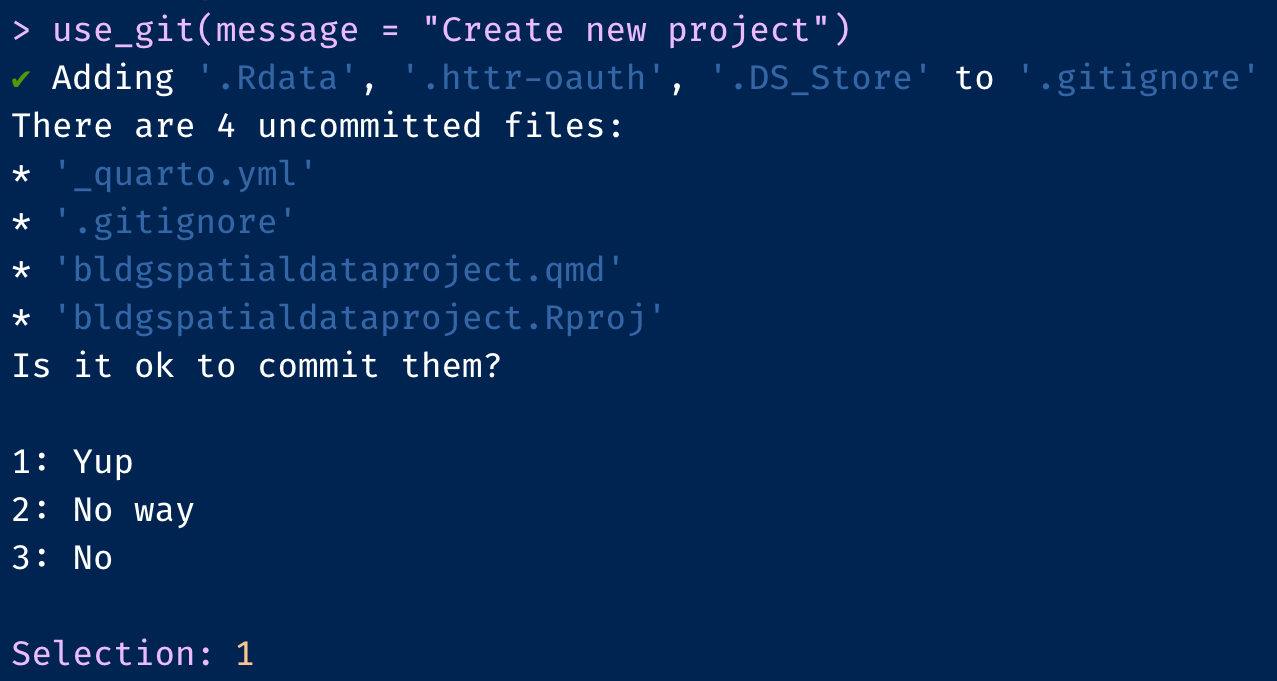 > use_git(message = "Create new project")
✔ Adding '.Rdata', '.httr-oauth', '.DS_Store' to '.gitignore'
There are 4 uncommitted files:
* '_quarto.yml'
* '.gitignore'
* 'bldgspatialdataproject.qmd'
* 'bldgspatialdataproject.Rproj'
Is it ok to commit them?
1: Yup
2: No way
3: No
Selection: 1